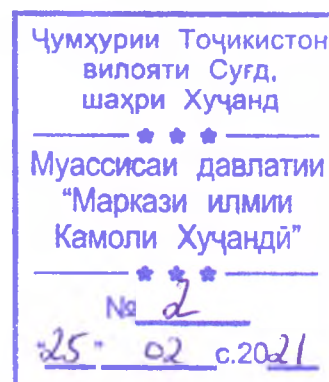 Ҷумҳурии Тоҷикистон
вилояти Суғд,
шаҳри Хуҷанд
Муассисаи давлатии
“Маркази илмии
Камоли Хуҷандӣ”
№ 2
"25" 02 с.2021